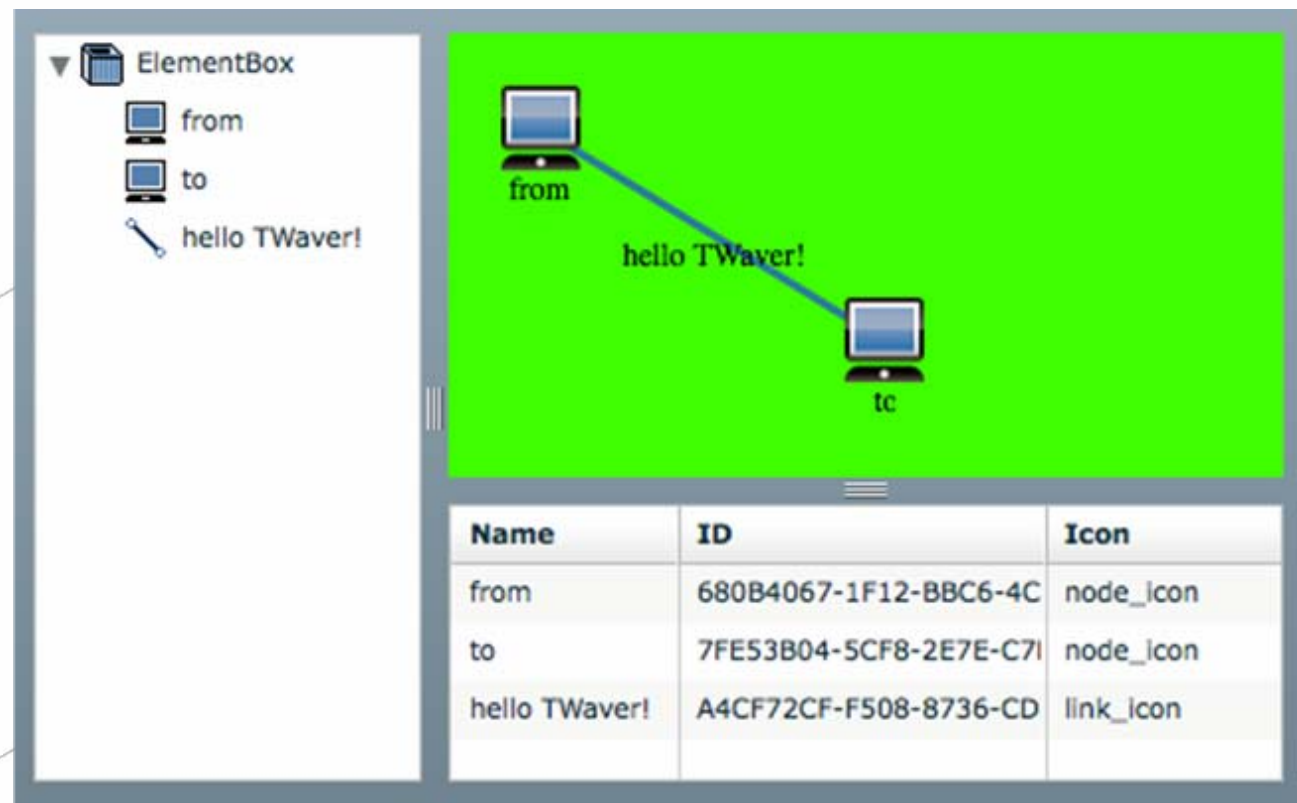 ElementBox
from
to
hello TWaver!
from
hello TWaver!
tc
Name ID Icon
from 680B4067-1F12-BBC6-4C node_icon
to 7FE53B04-5CF8-2E7E-C7 node_icon
hello TWaver! A4CF72CF-F508-8736-CD link_icon